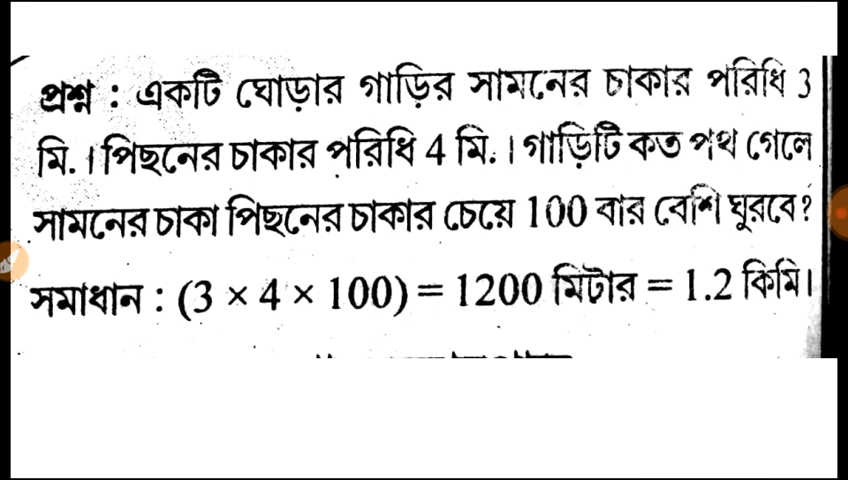 প্রশ্ন : একটি ঘোড়ার গাড়ির সামনের চাকার পরিধি 3
মি. । পিছনের চাকার পরিধি 4 মি. । গাড়িটি কত পথ গেলে
সামনের চাকা পিছনের চাকার চেয়ে 100 বার বেশি ঘুরবে?
সমাধান : (3 × 4 × 100) = 1200 মিটার = 1.2 কিমি।